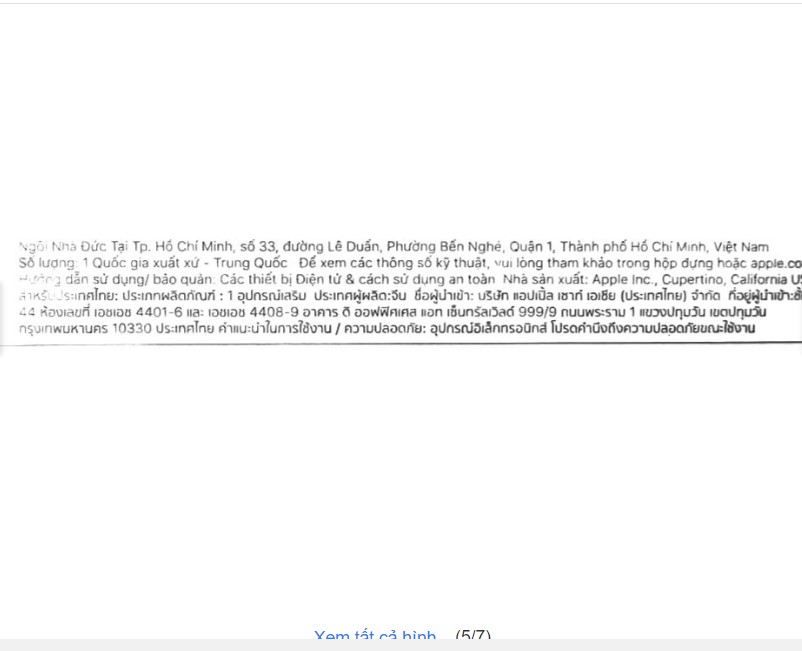 Ngôi Nhà Đức Tại Tp. Hồ Chí Minh, số 33, đường Lê Duẩn, Phường Bến Nghé, Quận 1, Thành phố Hồ Chí Minh, Việt Nam
Số lượng: 1 Quốc gia xuất xứ - Trung Quốc Để xem các thông số kỹ thuật, vui lòng tham khảo trong hộp đựng hoặc apple.co
Hướng dẫn sử dụng/ bảo quản: Các thiết bị Điện tử & cách sử dụng an toàn Nhà sản xuất: Apple Inc., Cupertino, California US
สำหรับประเทศไทย: ประเภทผลิตภัณฑ์ : 1 อุปกรณ์เสริม ประเทศผู้ผลิต:จีน ชื่อผู้นำเข้า: บริษัท แอปเปิ้ล เซาท์ เอเชีย (ประเทศไทย) จำกัด ที่อยู่ผู้นำเข้า:ชั้
44 ห้องเลขที่ เอชเอช 4401-6 และ เอชเอช 4408-9 อาคาร ดิ ออฟฟิศเศส แอท เซ็นทรัลเวิลด์ 999/9 ถนนพระราม 1 แขวงปทุมวัน เขตปทุมวัน
กรุงเทพมหานคร 10330 ประเทศไทย คำแนะนำในการใช้งาน / ความปลอดภัย: อุปกรณ์อิเล็กทรอนิกส์ โปรดคำนึงถึงความปลอดภัยขณะใช้งาน
Xem tất cả hình (5/7)